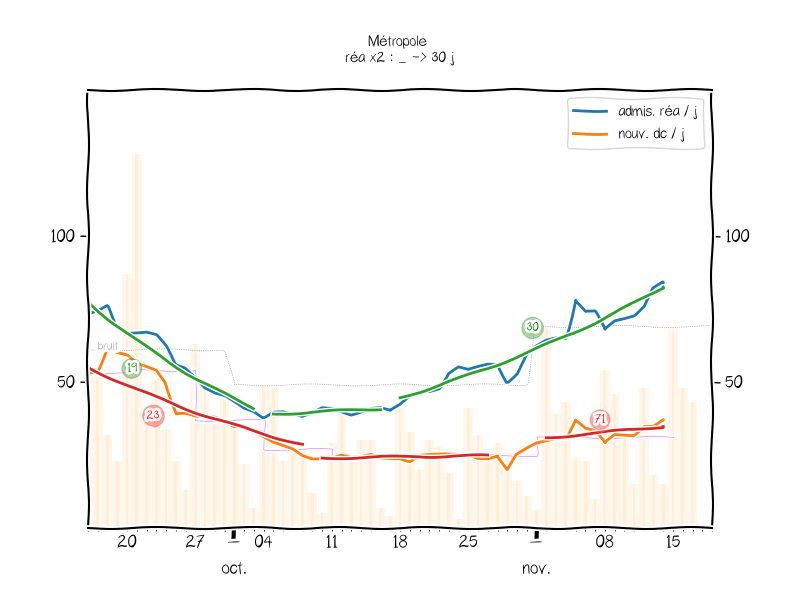 Métropole
réa x2 : _ -> 30 j
admis. réa / j
nouv. dc / j
100
100
bruit
30
19
50
50
23
71
20
27
04
11
18
25
08
15
oct.
nov.